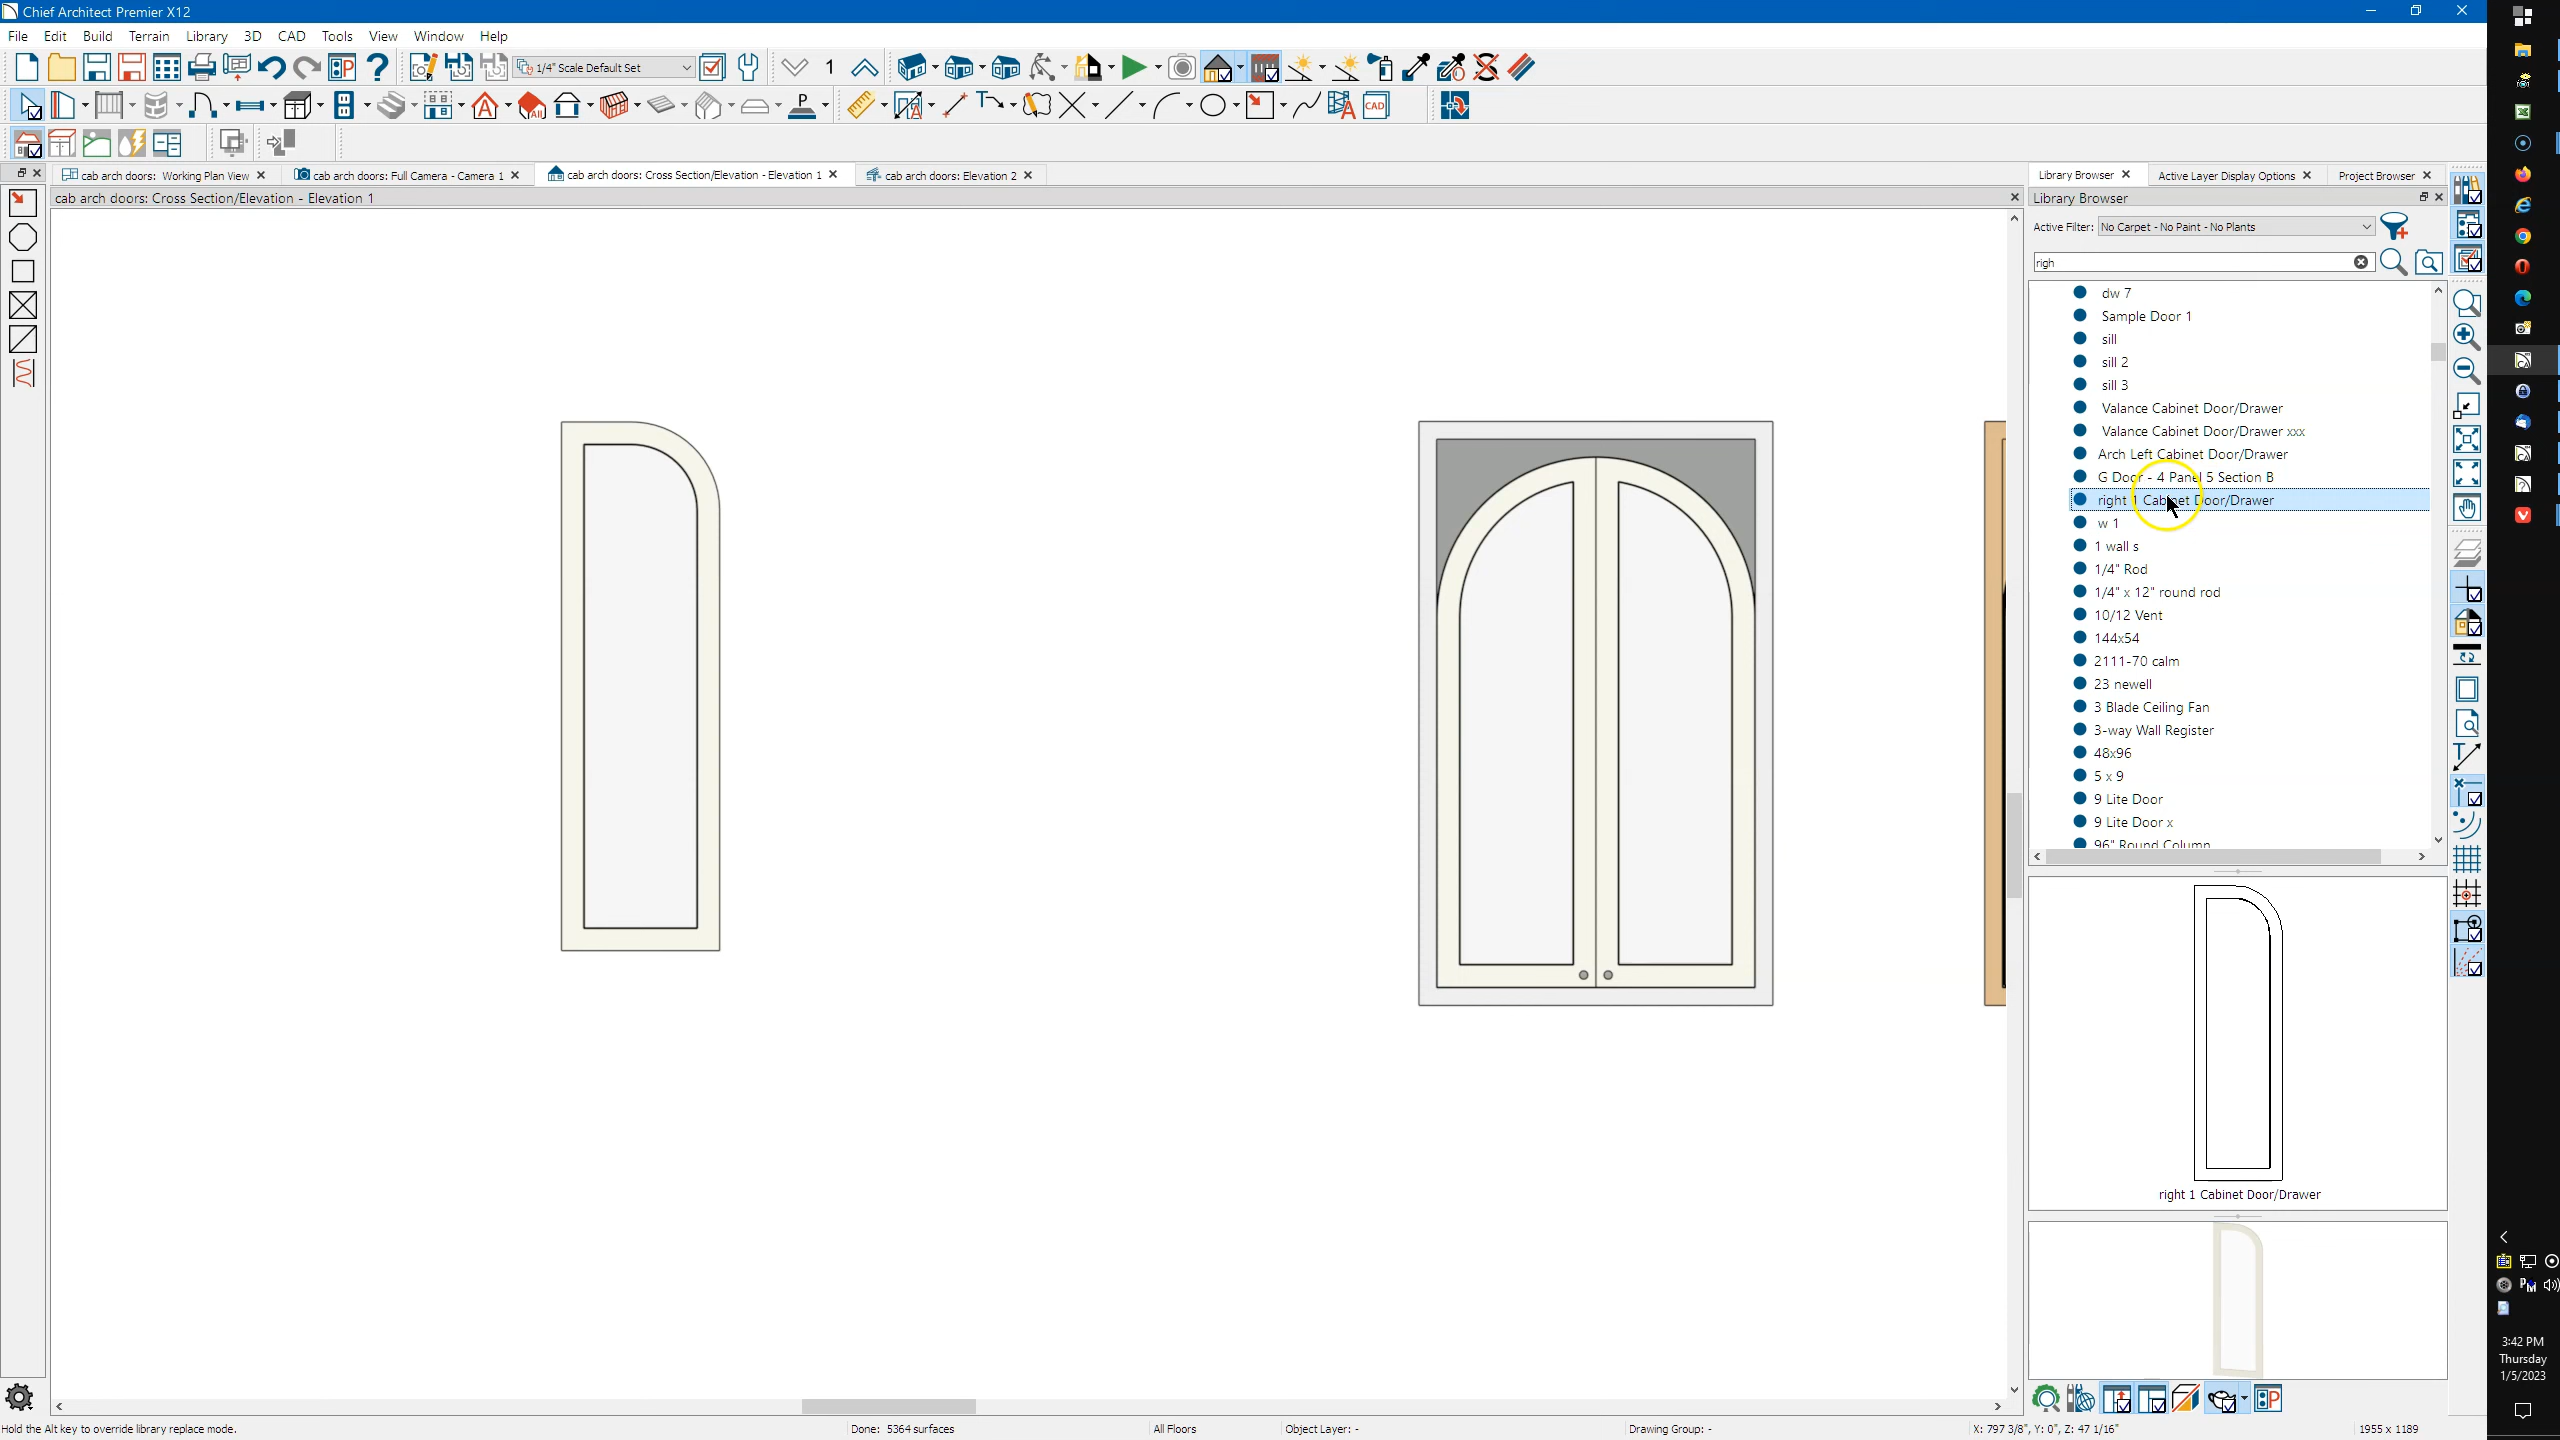 Chief Architect Premier X12
File Edit Build Terrain Library 3D CAD Tools View Window Help
1/4" Scale Default Set
1
cab arch doors: Working Plan View
cab arch doors: Full Camera - Camera 1
cab arch doors: Cross Section/Elevation - Elevation 1
cab arch doors: Elevation 2
Library Browser
Active Layer Display Options
Project Browser
cab arch doors: Cross Section/Elevation - Elevation 1
Library Browser
Active Filter: No Carpet - No Paint - No Plants
righ
dw 7
Sample Door 1
sill
sill 2
sill 3
Valance Cabinet Door/Drawer
Valance Cabinet Door/Drawer xxx
Arch Left Cabinet Door/Drawer
G Door - 4 Panel 5 Section B
right 1 Cabinet Door/Drawer
w 1
1 wall s
1/4" Rod
1/4" x 12" round rod
10/12 Vent
144x54
2111-70 calm
23 newell
3 Blade Ceiling Fan
3-way Wall Register
48x96
5 x 9
9 Lite Door
9 Lite Door x
96" Round Column
right 1 Cabinet Door/Drawer
3:42 PM
Thursday
1/5/2023
Hold the Alt key to override library replace mode.
Done: 5364 surfaces
All Floors
Object Layer: -
Drawing Group: -
X: 797 3/8", Y: 0", Z: 47 1/16"
1955 x 1189